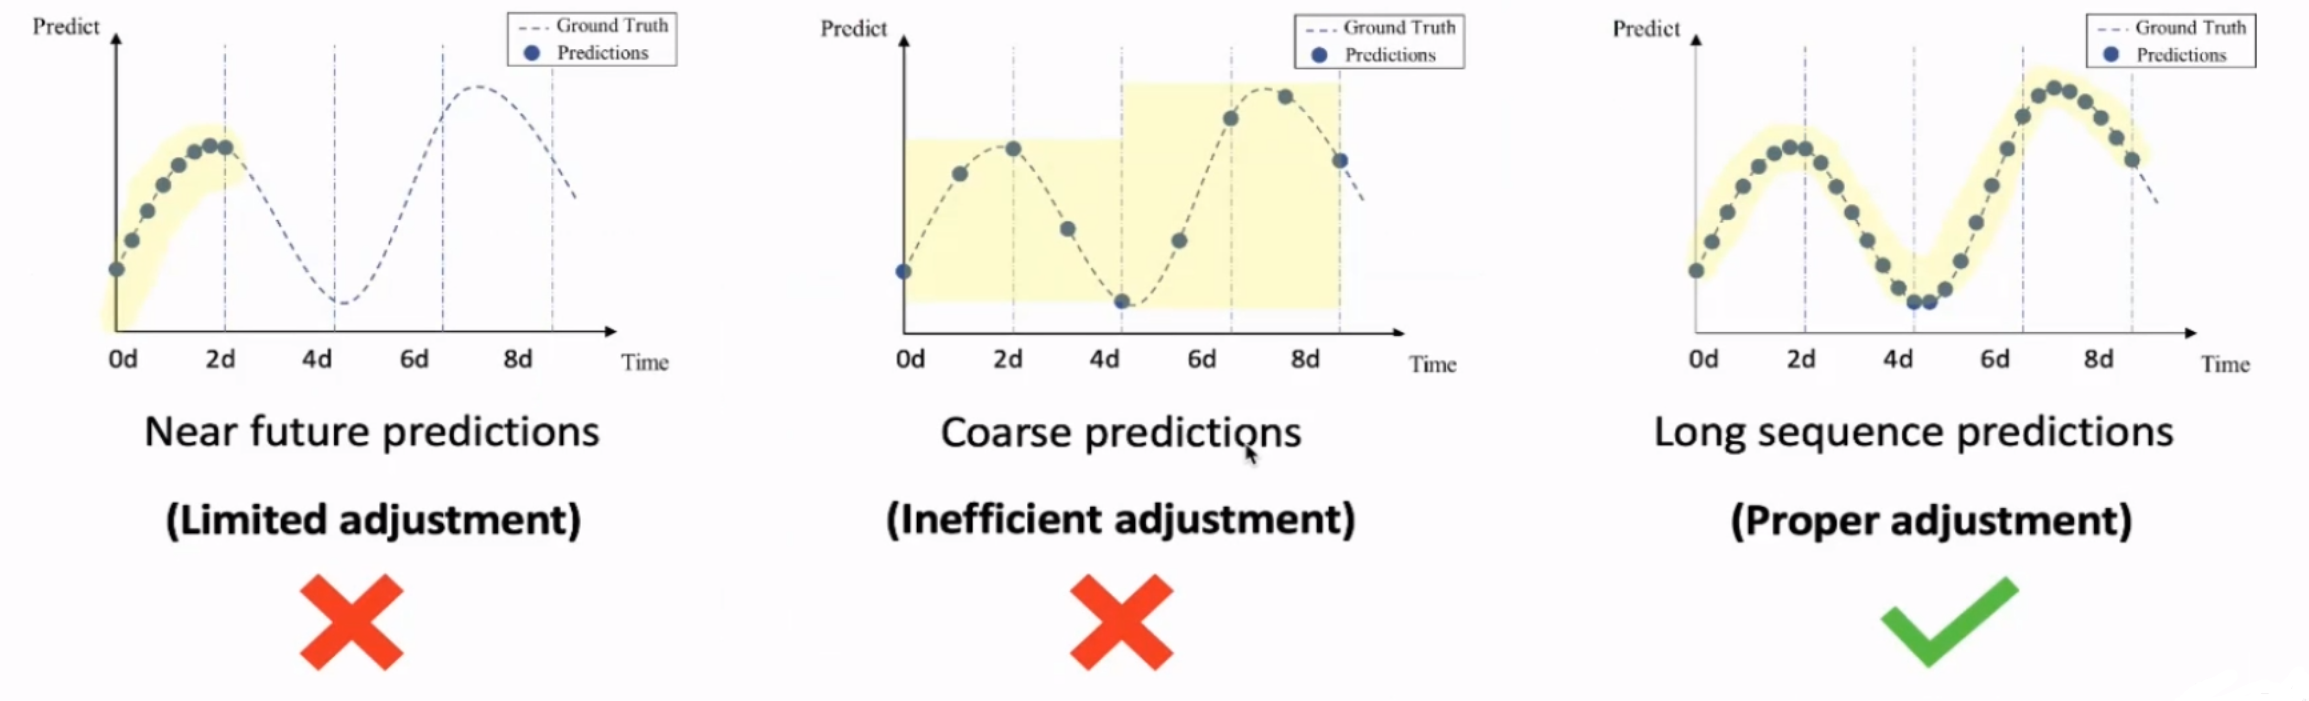 Predict
Ground Truth
Predictions
0d 2d 4d 6d 8d Time
Near future predictions
(Limited adjustment)
Predict
Ground Truth
Predictions
0d 2d 4d 6d 8d Time
Coarse predictions
(Inefficient adjustment)
Predict
Ground Truth
Predictions
0d 2d 4d 6d 8d Time
Long sequence predictions
(Proper adjustment)